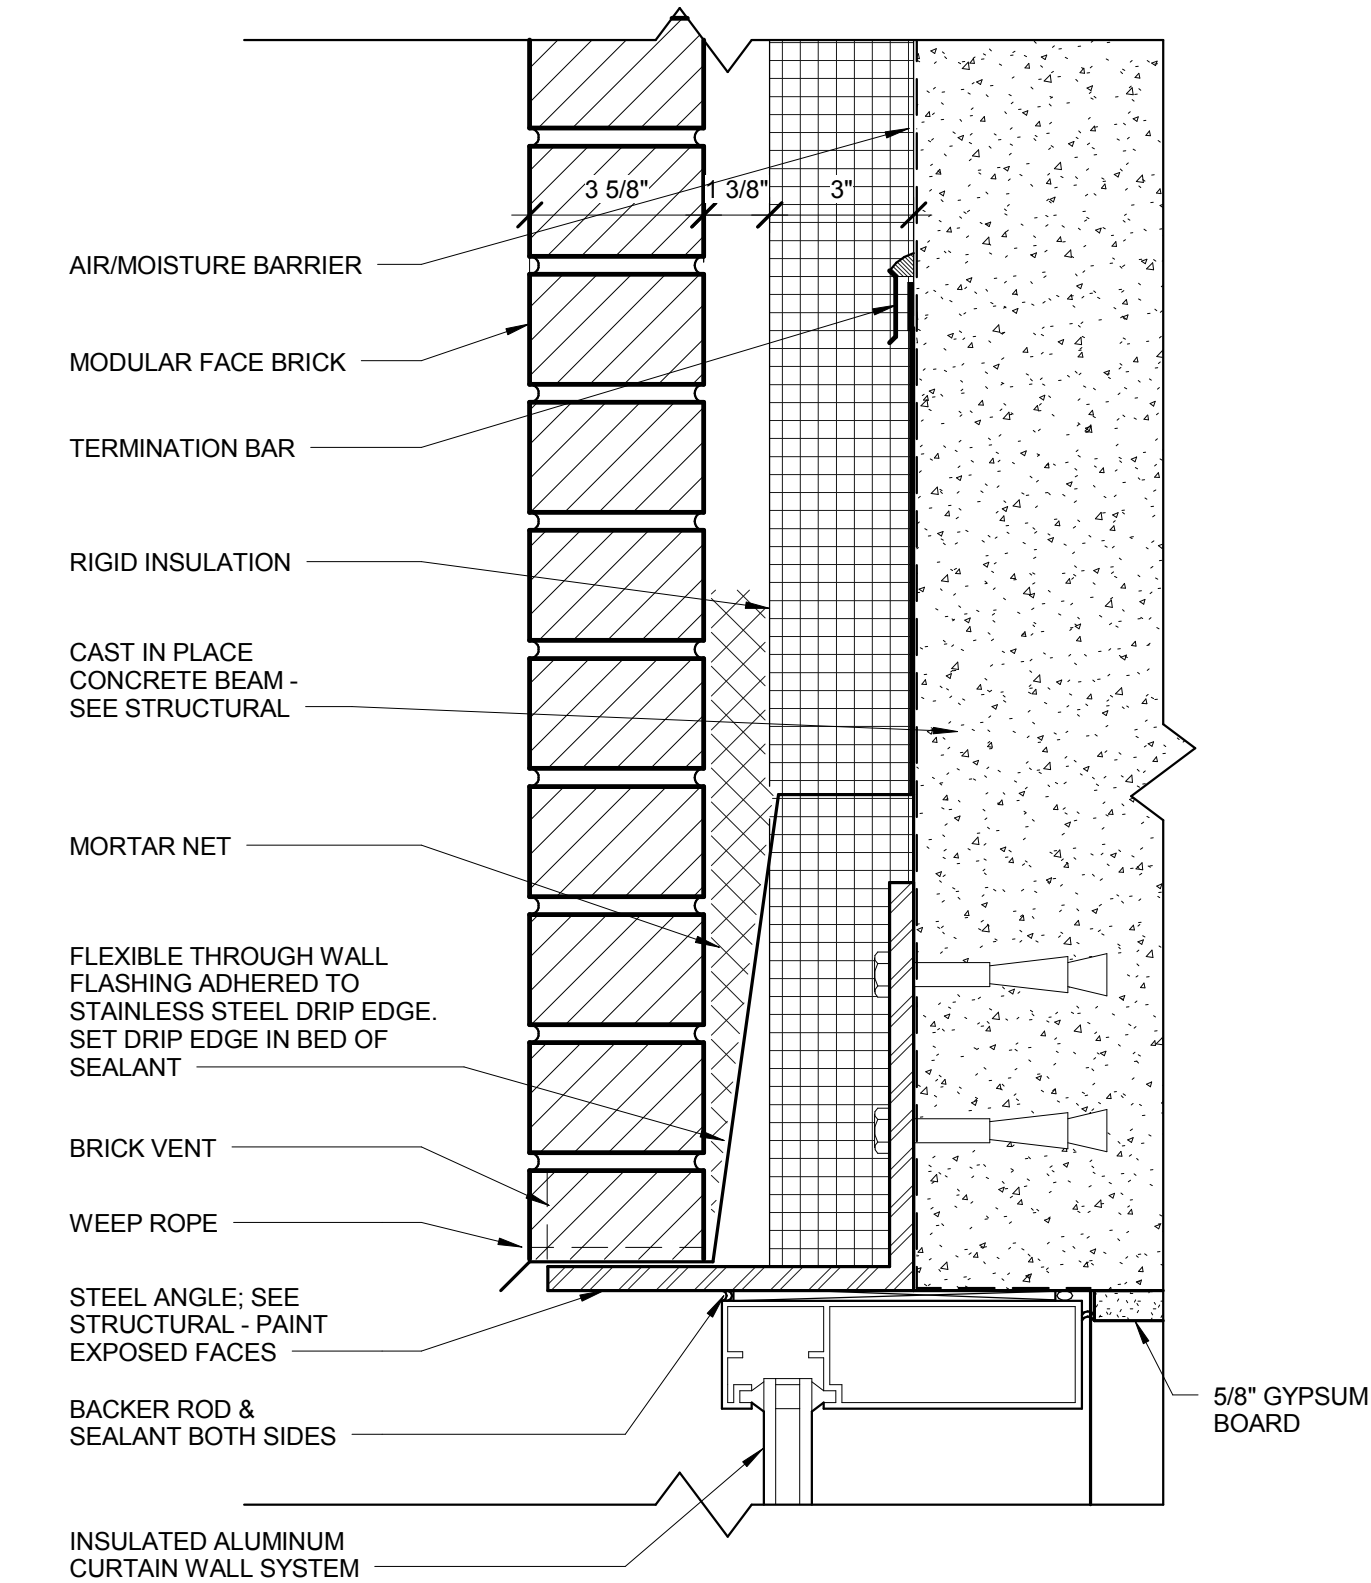 3 5/8"
1 3/8"
3"
AIR/MOISTURE BARRIER
MODULAR FACE BRICK
TERMINATION BAR
RIGID INSULATION
CAST IN PLACE
CONCRETE BEAM -
SEE STRUCTURAL
MORTAR NET
FLEXIBLE THROUGH WALL
FLASHING ADHERED TO
STAINLESS STEEL DRIP EDGE.
SET DRIP EDGE IN BED OF
SEALANT
BRICK VENT
WEEP ROPE
STEEL ANGLE; SEE
STRUCTURAL - PAINT
EXPOSED FACES
BACKER ROD &
SEALANT BOTH SIDES
5/8" GYPSUM
BOARD
INSULATED ALUMINUM
CURTAIN WALL SYSTEM